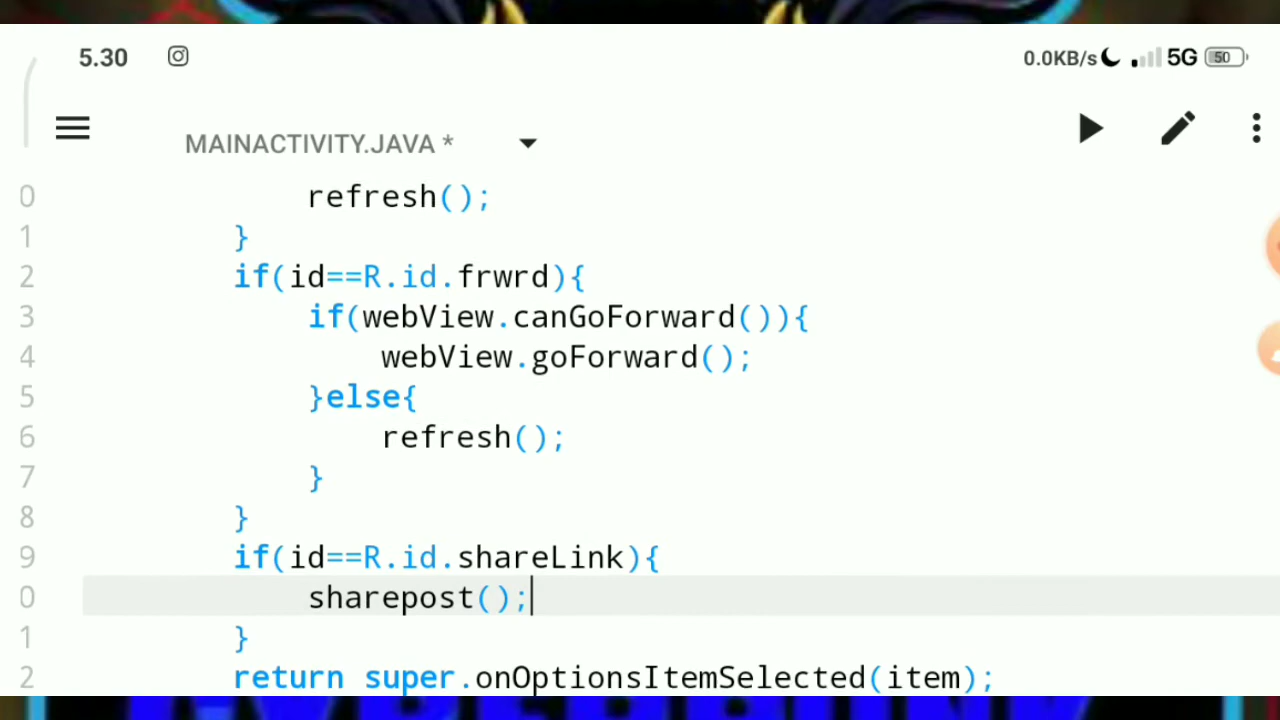 5.30 0.0KB/s 5G 50
MAINACTIVITY.JAVA *
0 refresh();
1 }
2 if(id==R.id.frwrd){
3 if(webView.canGoForward()){
4 webView.goForward();
5 }else{
6 refresh();
7 }
8 }
9 if(id==R.id.shareLink){
0 sharepost();
1 }
2 return super.onOptionsItemSelected(item);